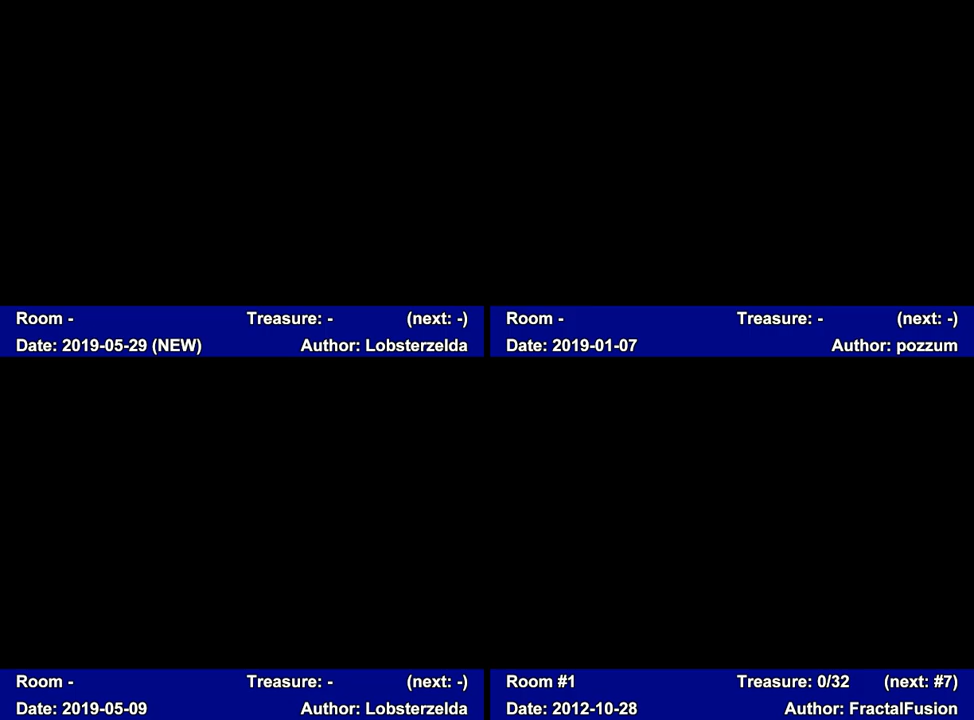 Room - Treasure: - (next: -)
Date: 2019-05-29 (NEW) Author: Lobsterzelda
Room - Treasure: - (next: -)
Date: 2019-01-07 Author: pozzum
Room - Treasure: - (next: -)
Date: 2019-05-09 Author: Lobsterzelda
Room #1 Treasure: 0/32 (next: #7)
Date: 2012-10-28 Author: FractalFusion